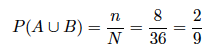 P(A ∪ B) = n/N = 8/36 = 2/9